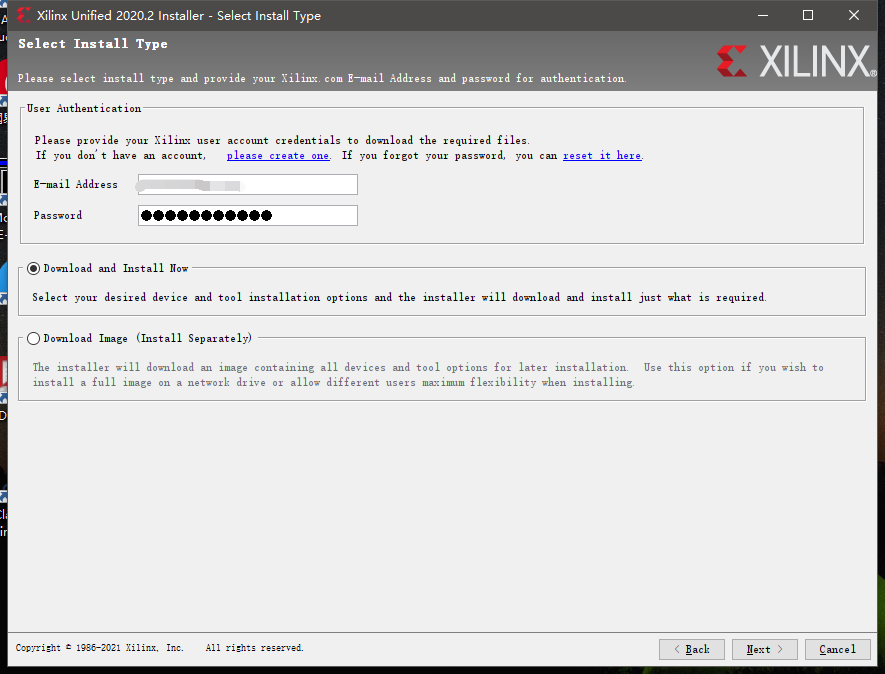 Xilinx Unified 2020.2 Installer - Select Install Type
Select Install Type
Please select install type and provide your Xilinx.com E-mail Address and password for authentication.
XILINX®
User Authentication
Please provide your Xilinx user account credentials to download the required files.
If you don't have an account, please create one. If you forgot your password, you can reset it here.
E-mail Address
Password
Download and Install Now
Select your desired device and tool installation options and the installer will download and install just what is required.
Download Image (Install Separately)
The installer will download an image containing all devices and tool options for later installation. Use this option if you wish to
install a full image on a network drive or allow different users maximum flexibility when installing.
Copyright © 1986-2021 Xilinx, Inc. All rights reserved.
< Back
Next >
Cancel